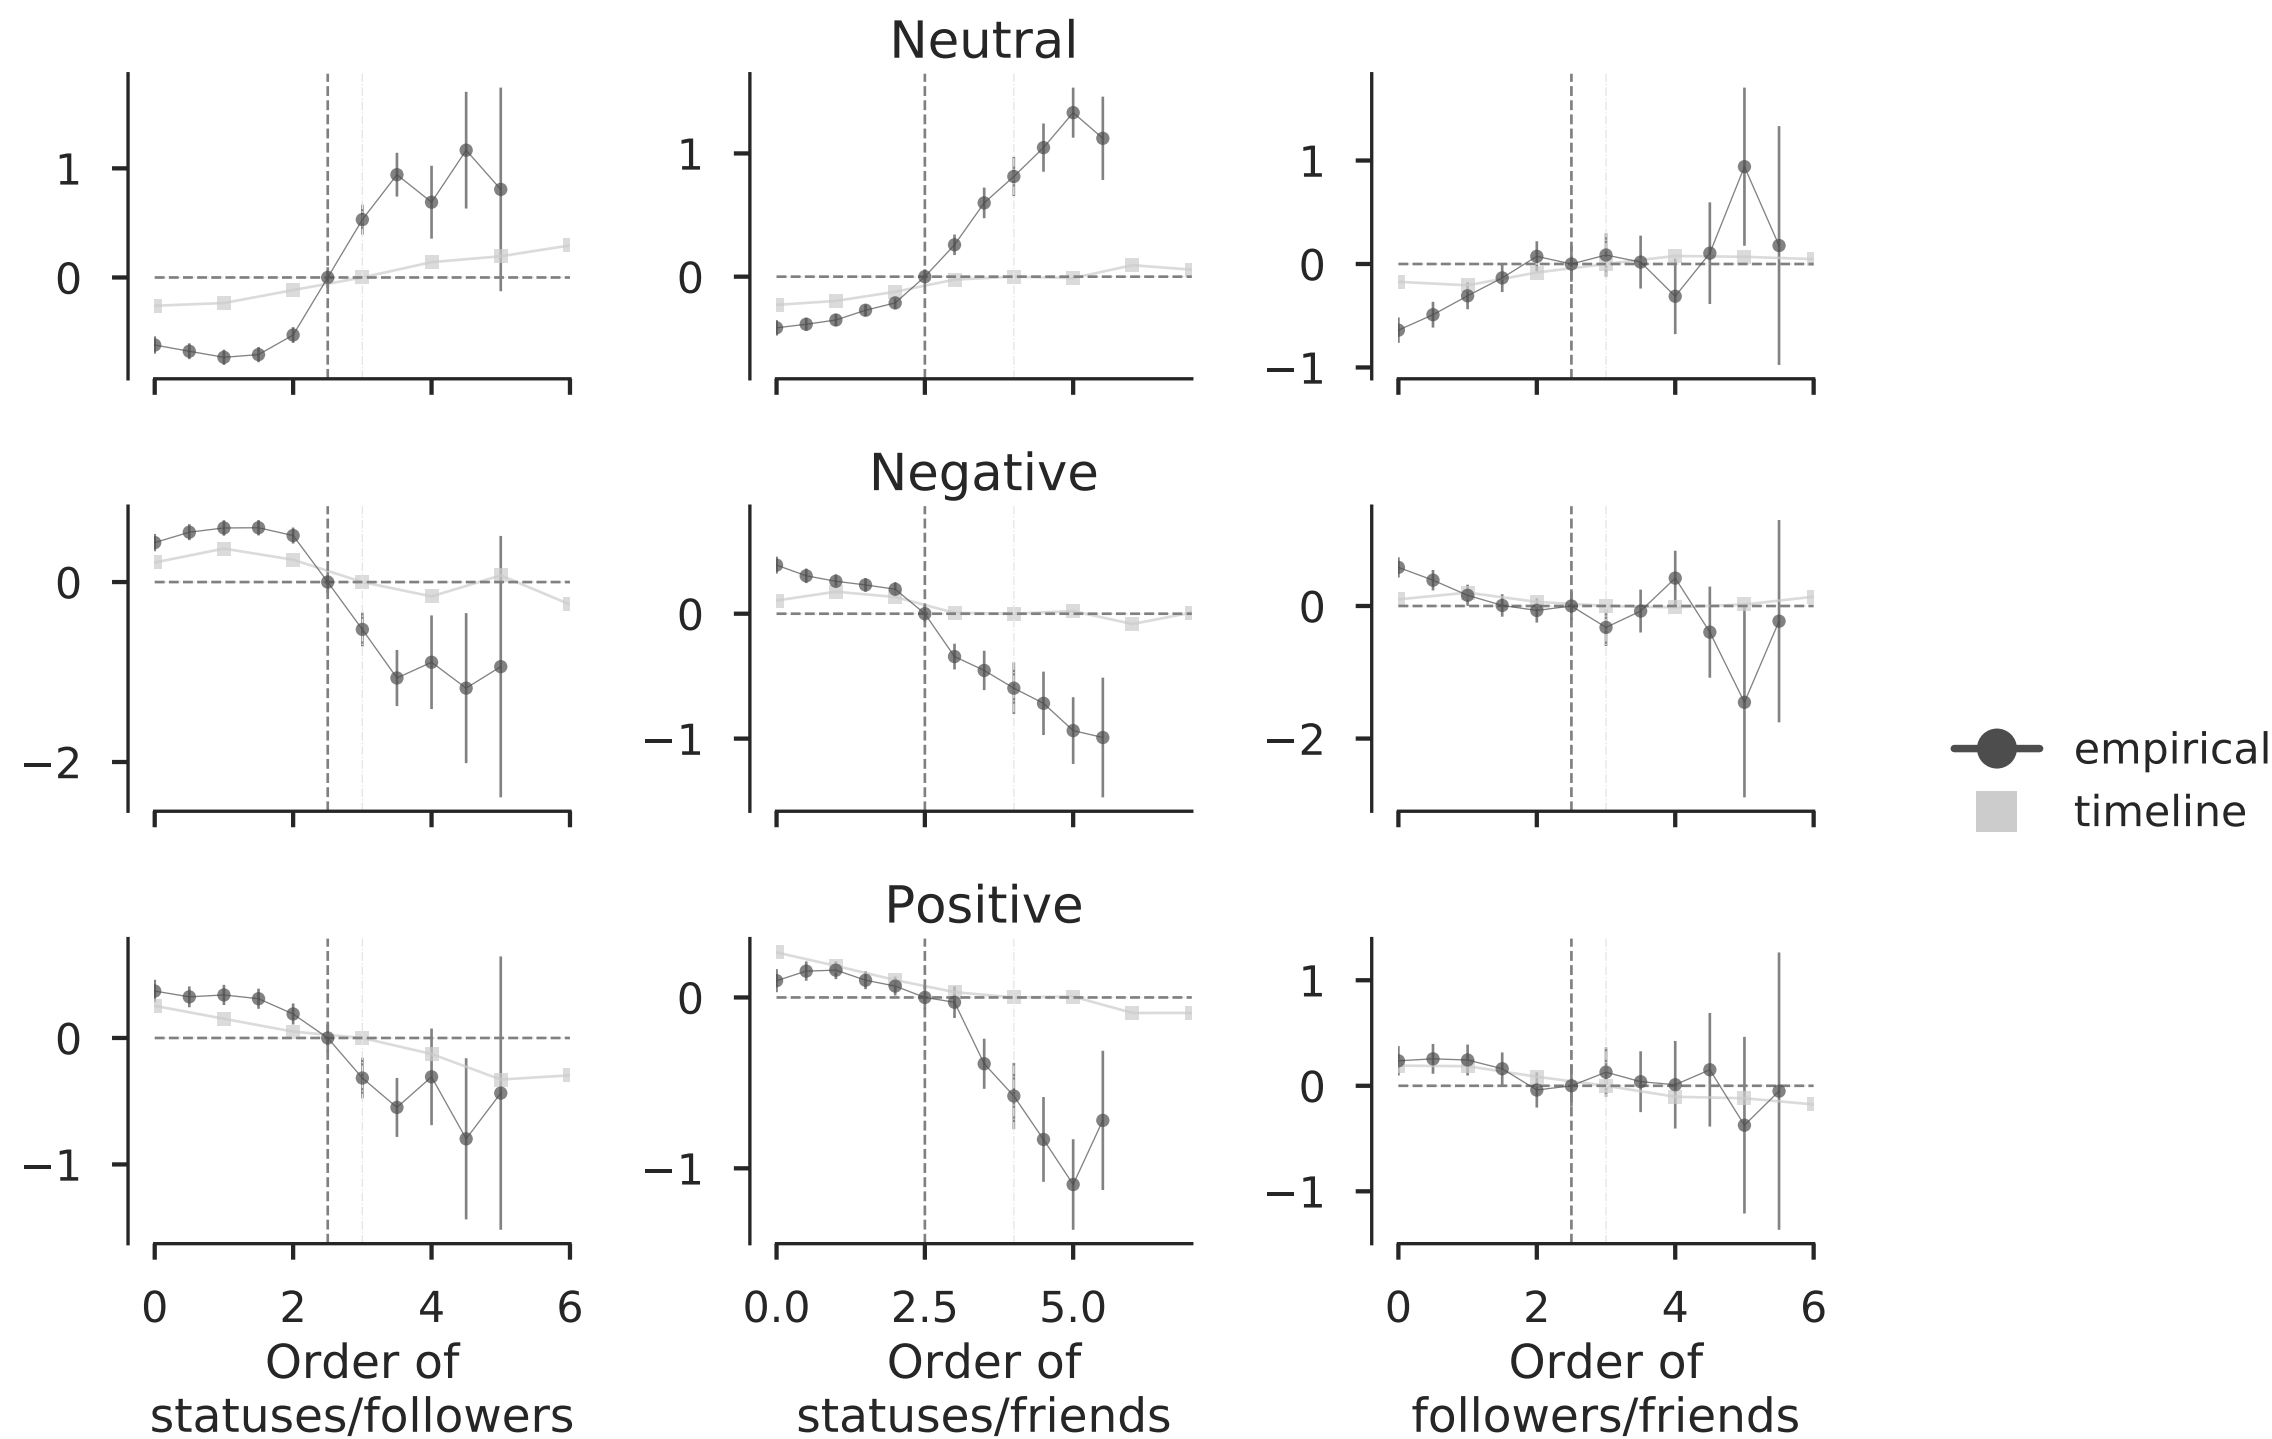 Neutral
1
0
1
0
1
0
−1
Negative
0
−2
0
−1
0
−2
empirical
timeline
Positive
0
−1
0
−1
1
0
−1
0 2 4 6
0.0 2.5 5.0
0 2 4 6
Order of
statuses/followers
Order of
statuses/friends
Order of
followers/friends